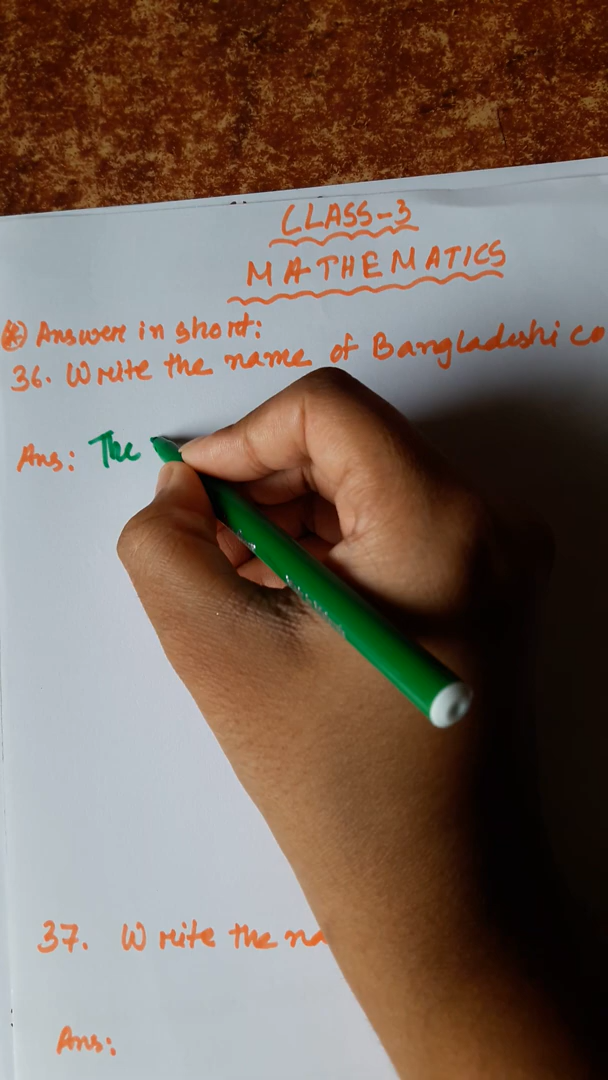 CLASS-3
MATHEMATICS
(*) Answer in short:
36. Write the name of Bangladeshi co
Ans: The
37. Write the na
Ans: